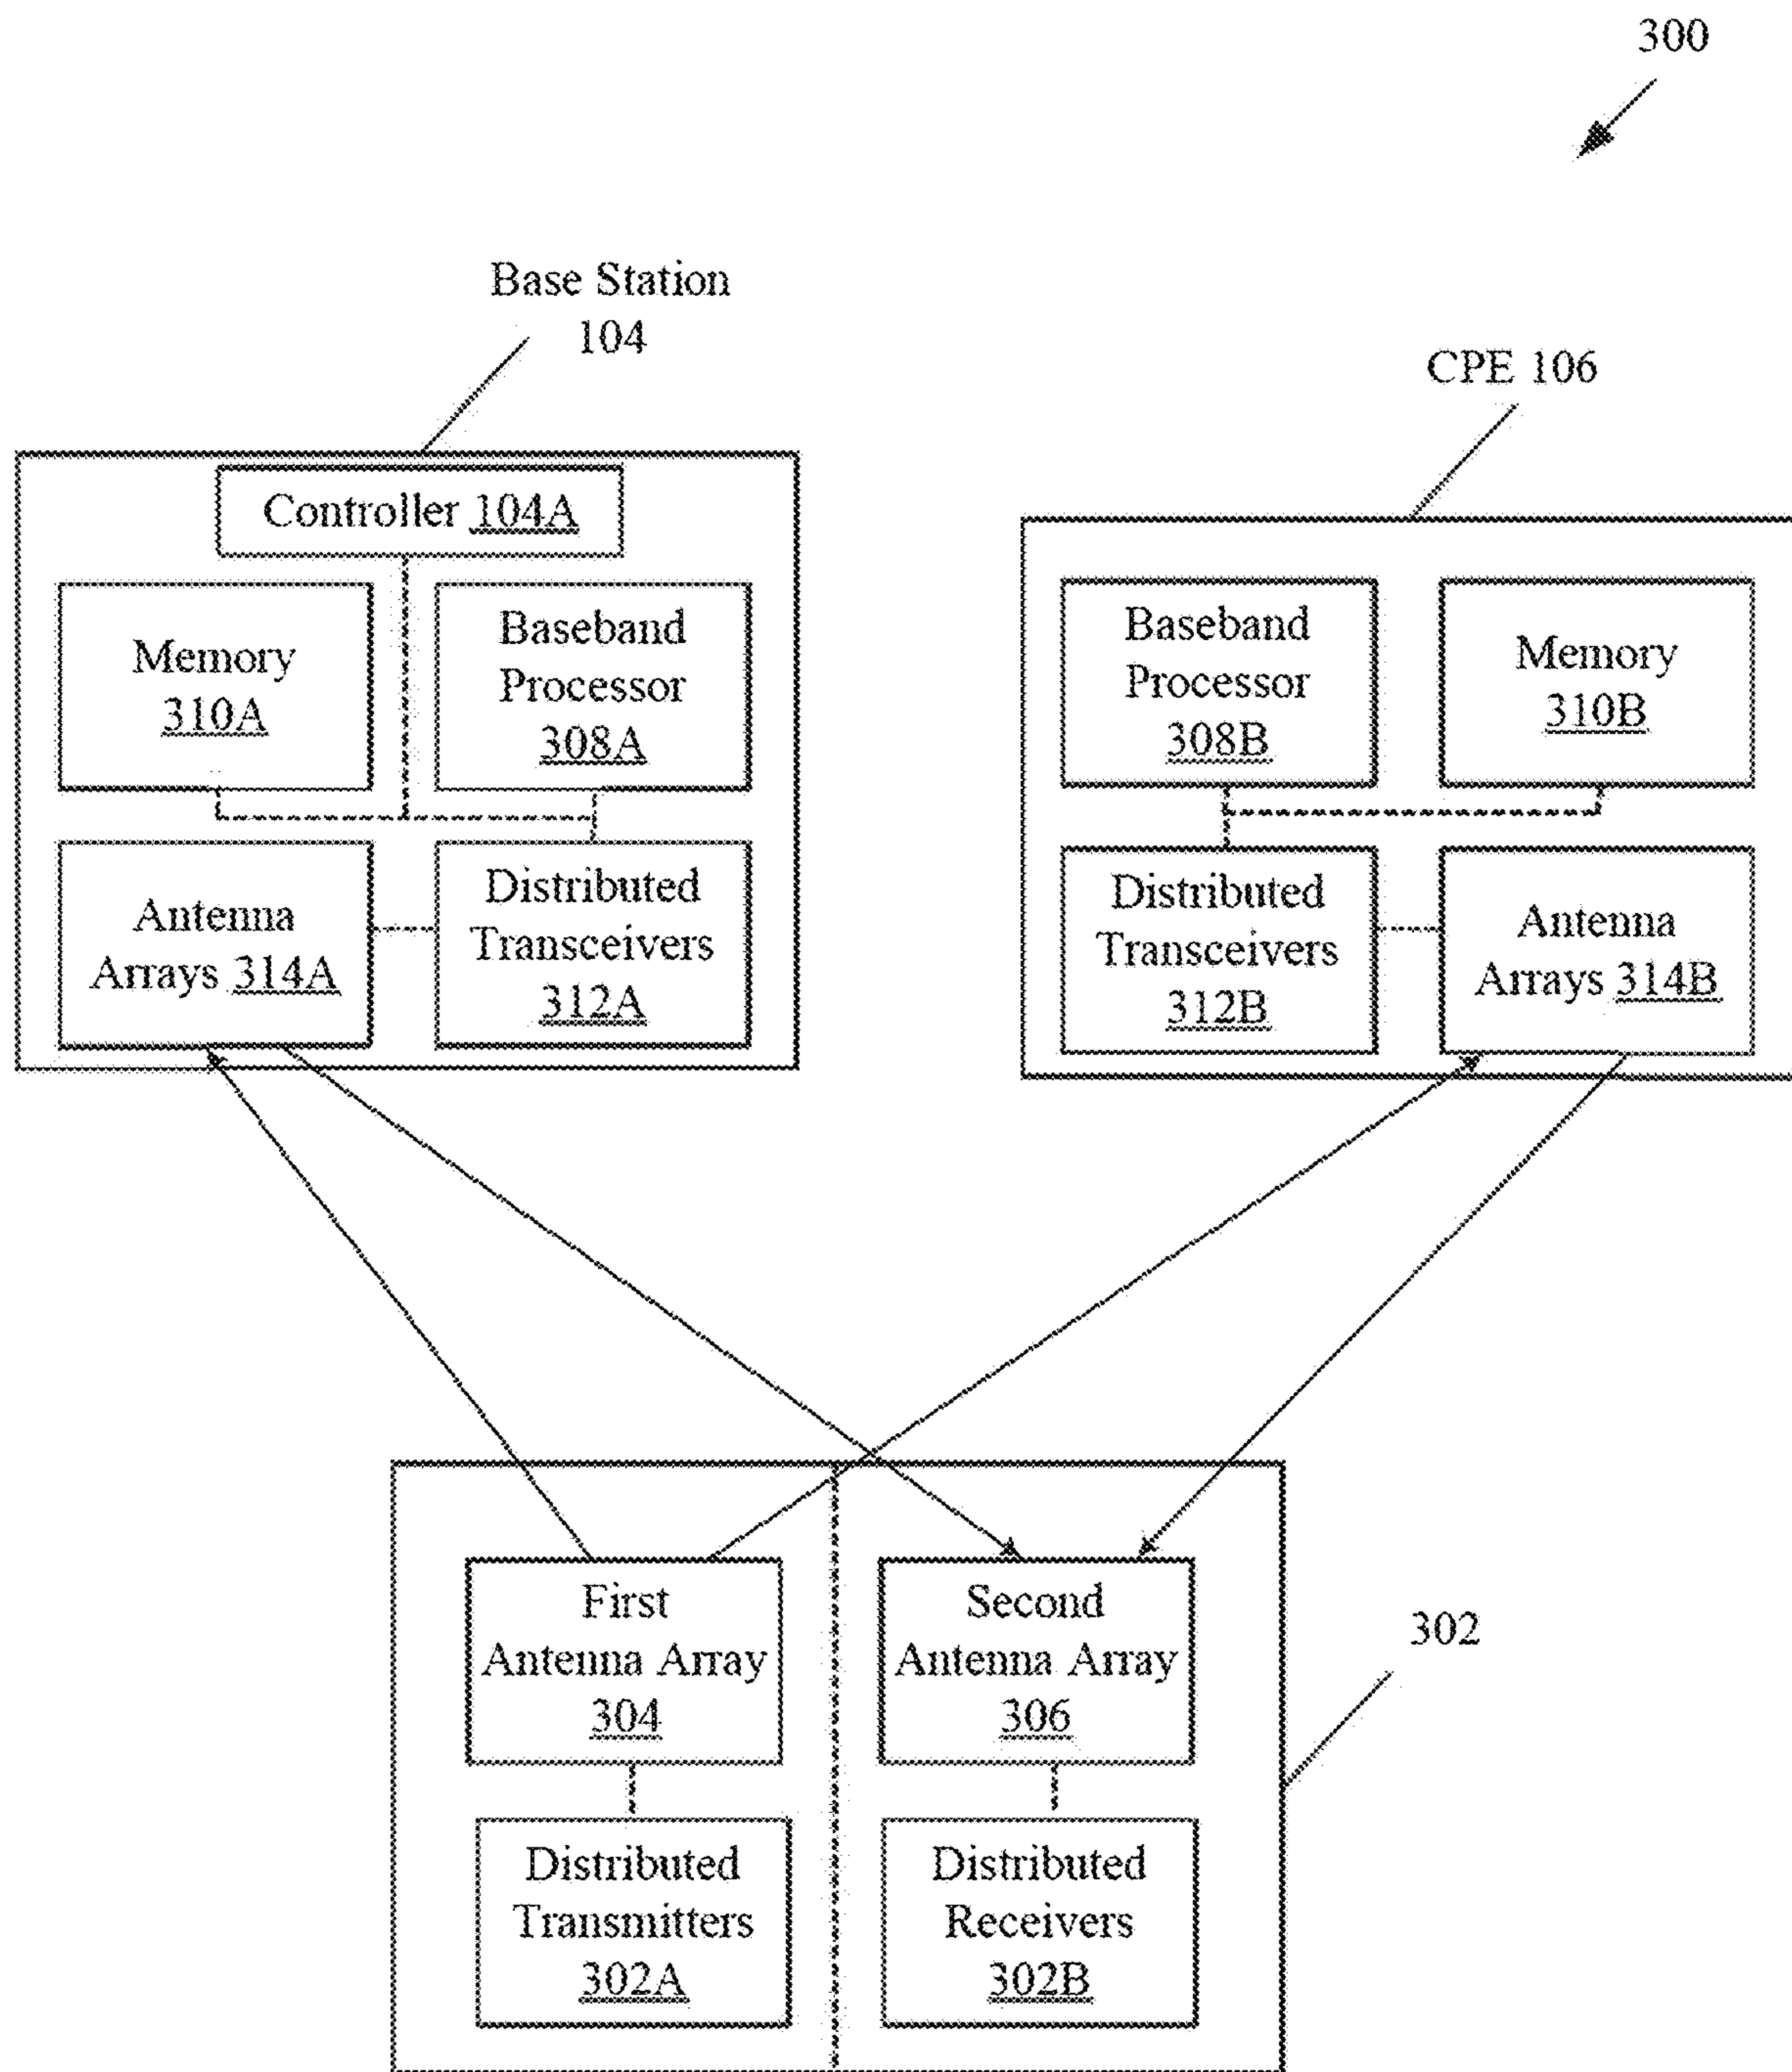 300
Base Station
104
CPE 106
Controller 104A
Memory
310A
Baseband
Processor
308A
Antenna
Arrays 314A
Distributed
Transceivers
312A
Baseband
Processor
308B
Memory
310B
Distributed
Transceivers
312B
Antenna
Arrays 314B
First
Antenna Array
304
Second
Antenna Array
306
302
Distributed
Transmitters
302A
Distributed
Receivers
302B